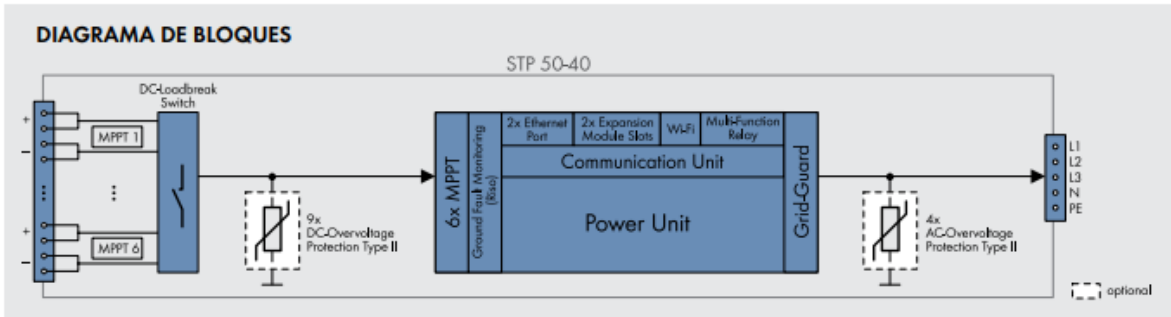 DIAGRAMA DE BLOQUES
STP 50-40
DC-Loadbreak
Switch
+
MPPT 1
−
+
MPPT 6
−
9x
DC-Overvoltage
Protection Type II
6x MPPT
Ground Fault Monitoring
(Riso)
2x Ethernet
Port
2x Expansion
Module Slots
Wi-Fi
Multi-Function
Relay
Communication Unit
Power Unit
Grid-Guard
4x
AC-Overvoltage
Protection Type II
L1
L2
L3
N
PE
optional